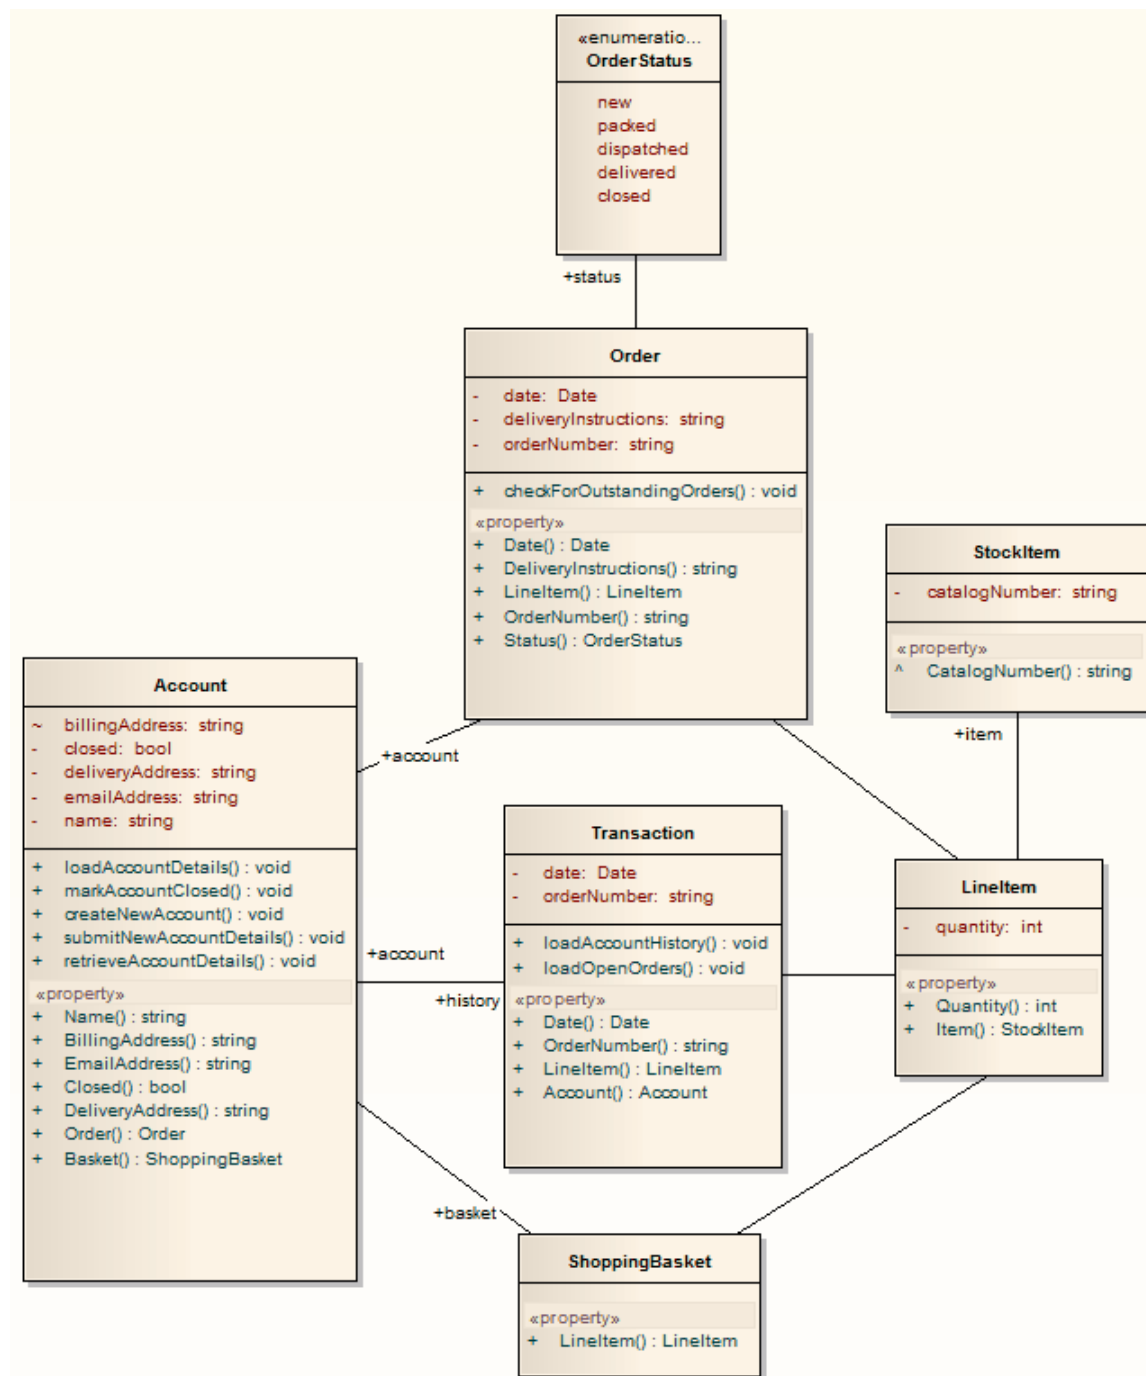 «enumeratio...
OrderStatus
new
packed
dispatched
delivered
closed
+status
Order
- date: Date
- deliveryInstructions: string
- orderNumber: string
+ checkForOutstandingOrders() : void
«property»
+ Date() : Date
+ DeliveryInstructions() : string
+ LineItem() : LineItem
+ OrderNumber() : string
+ Status() : OrderStatus
StockItem
- catalogNumber: string
«property»
^ CatalogNumber() : string
+item
Account
~ billingAddress: string
- closed: bool
- deliveryAddress: string
- emailAddress: string
- name: string
+ loadAccountDetails() : void
+ markAccountClosed() : void
+ createNewAccount() : void
+ submitNewAccountDetails() : void
+ retrieveAccountDetails() : void
«property»
+ Name() : string
+ BillingAddress() : string
+ EmailAddress() : string
+ Closed() : bool
+ DeliveryAddress() : string
+ Order() : Order
+ Basket() : ShoppingBasket
+account
+account
+history
Transaction
- date: Date
- orderNumber: string
+ loadAccountHistory() : void
+ loadOpenOrders() : void
«property»
+ Date() : Date
+ OrderNumber() : string
+ LineItem() : LineItem
+ Account() : Account
LineItem
- quantity: int
«property»
+ Quantity() : int
+ Item() : StockItem
+basket
ShoppingBasket
«property»
+ LineItem() : LineItem